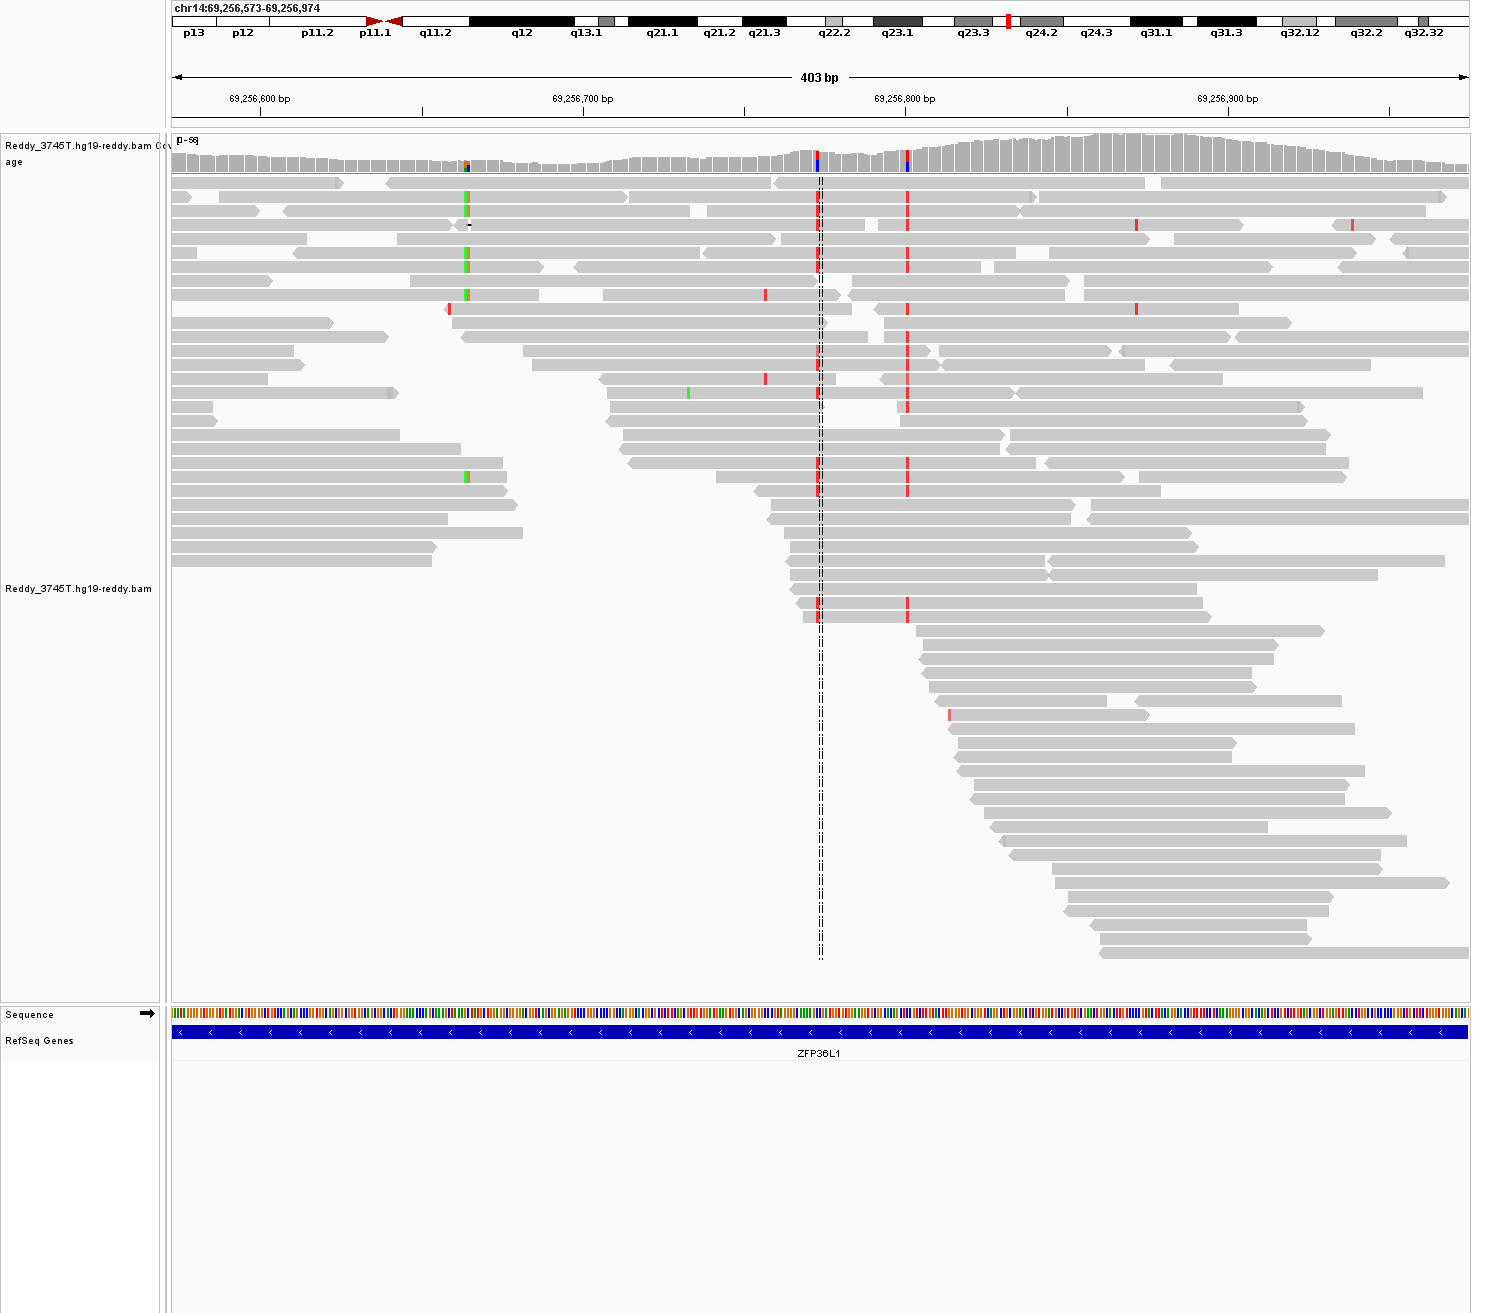 chr14:69,256,573-69,256,974
p13 p12 p11.2 p11.1 q11.2 q12 q13.1 q21.1 q21.2 q21.3 q22.2 q23.1 q23.3 q24.2 q24.3 q31.1 q31.3 q32.12 q32.2 q32.32
403 bp
69,256,600 bp 69,256,700 bp 69,256,800 bp 69,256,900 bp
[0-56]
Reddy_3745T.hg19-reddy.bam Cov
age
Reddy_3745T.hg19-reddy.bam
Sequence
RefSeq Genes
ZFP36L1